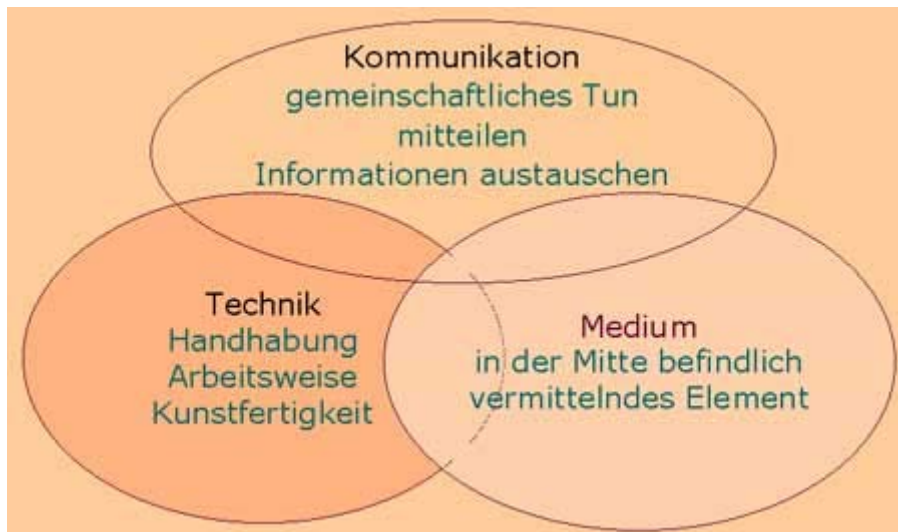 Kommunikation
gemeinschaftliches Tun
mitteilen
Informationen austauschen
Technik
Handhabung
Arbeitsweise
Kunstfertigkeit
Medium
in der Mitte befindlich
vermittelndes Element